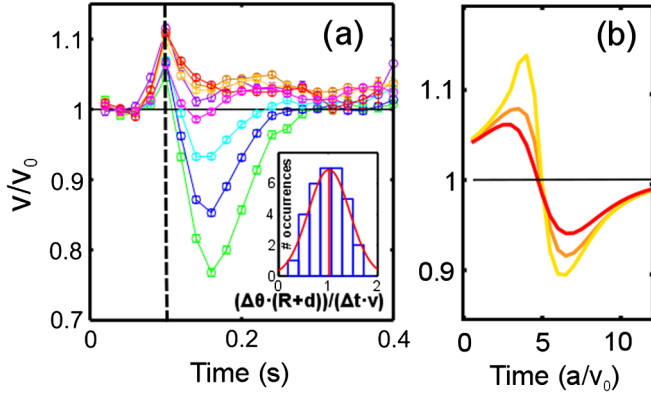 (a)
1.1
1
0.9
0.8
0.7
v/v₀
0 0.2 0.4
Time (s)
# occurrences
6
4
2
0
0 1 2
(Δθ·(R+d))/(Δt·v)
(b)
1.1
1
0.9
0 5 10
Time (a/v₀)